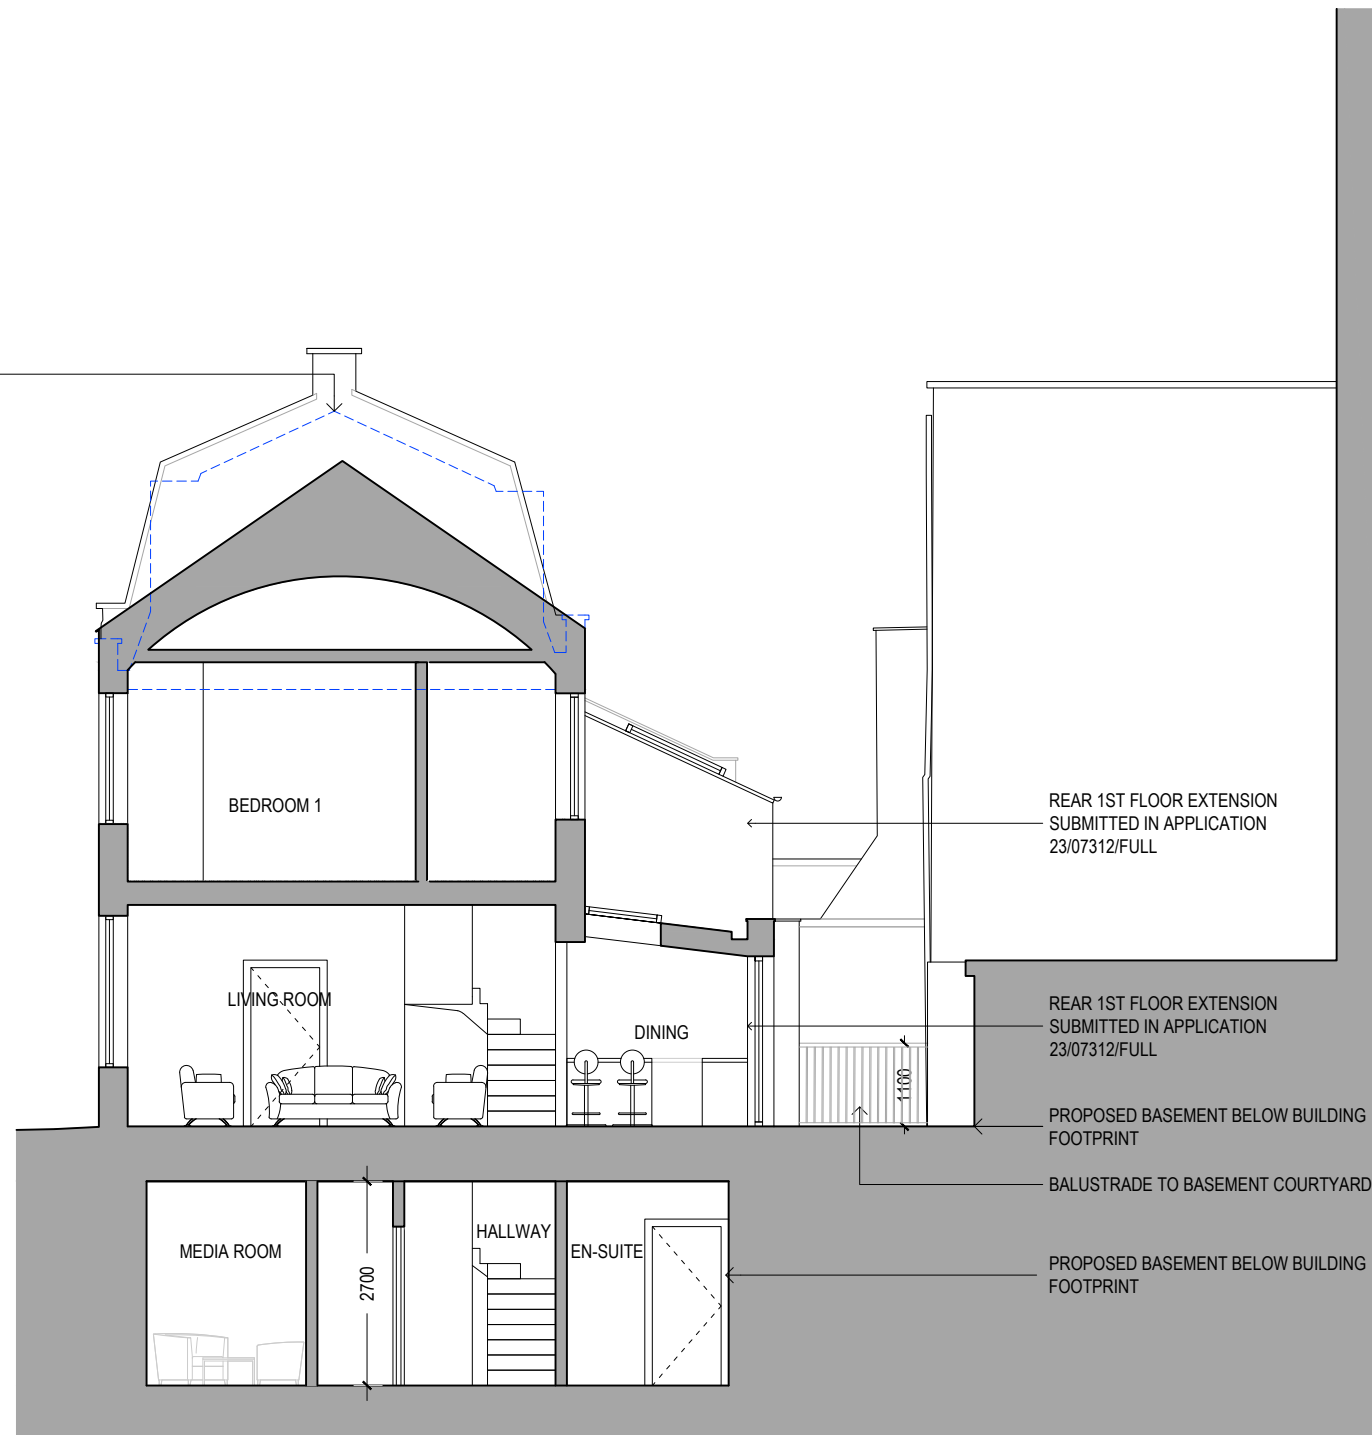 BEDROOM 1
REAR 1ST FLOOR EXTENSION
SUBMITTED IN APPLICATION
23/07312/FULL
LIVING ROOM
DINING
REAR 1ST FLOOR EXTENSION
SUBMITTED IN APPLICATION
23/07312/FULL
1100
PROPOSED BASEMENT BELOW BUILDING
FOOTPRINT
BALUSTRADE TO BASEMENT COURTYARD
MEDIA ROOM
2700
HALLWAY
EN-SUITE
PROPOSED BASEMENT BELOW BUILDING
FOOTPRINT